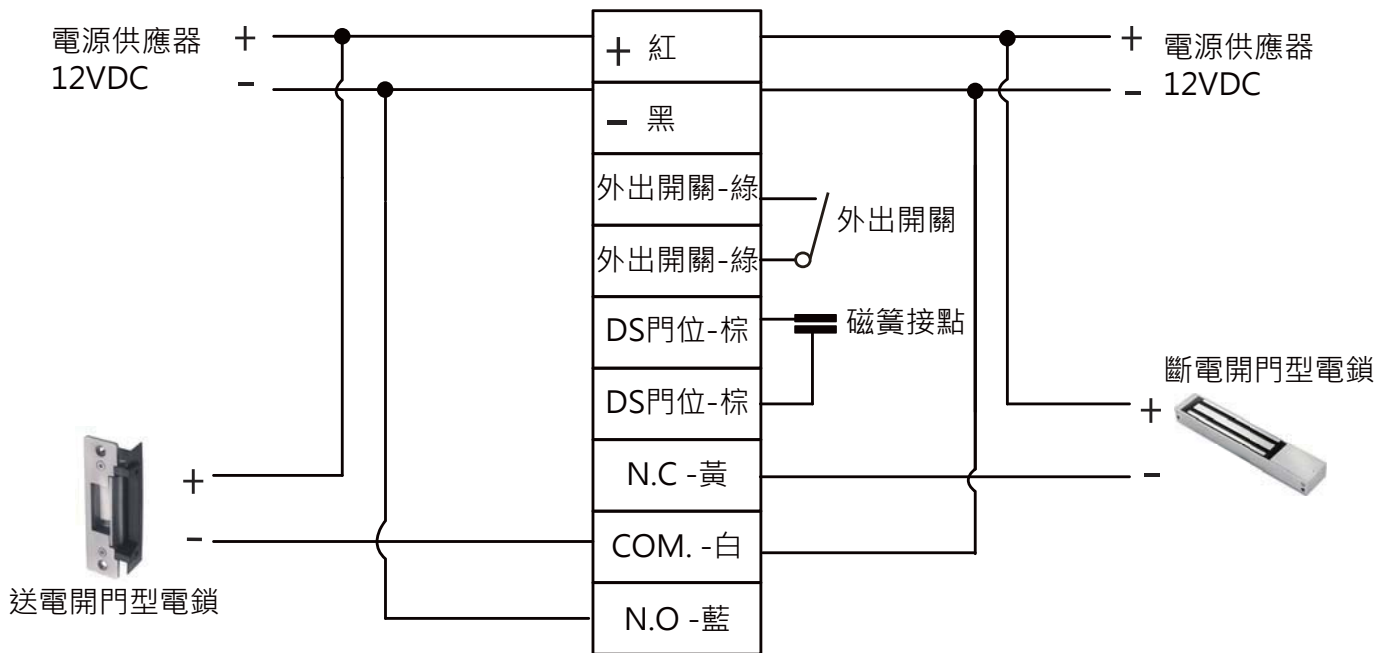 電源供應器 +
12VDC -
+ 紅
- 黑
外出開關-綠
外出開關-綠
DS門位-棕
DS門位-棕
N.C -黃
COM. -白
N.O -藍
+ 電源供應器
- 12VDC
外出開關
磁簧接點
斷電開門型電鎖
+
-
+
-
送電開門型電鎖